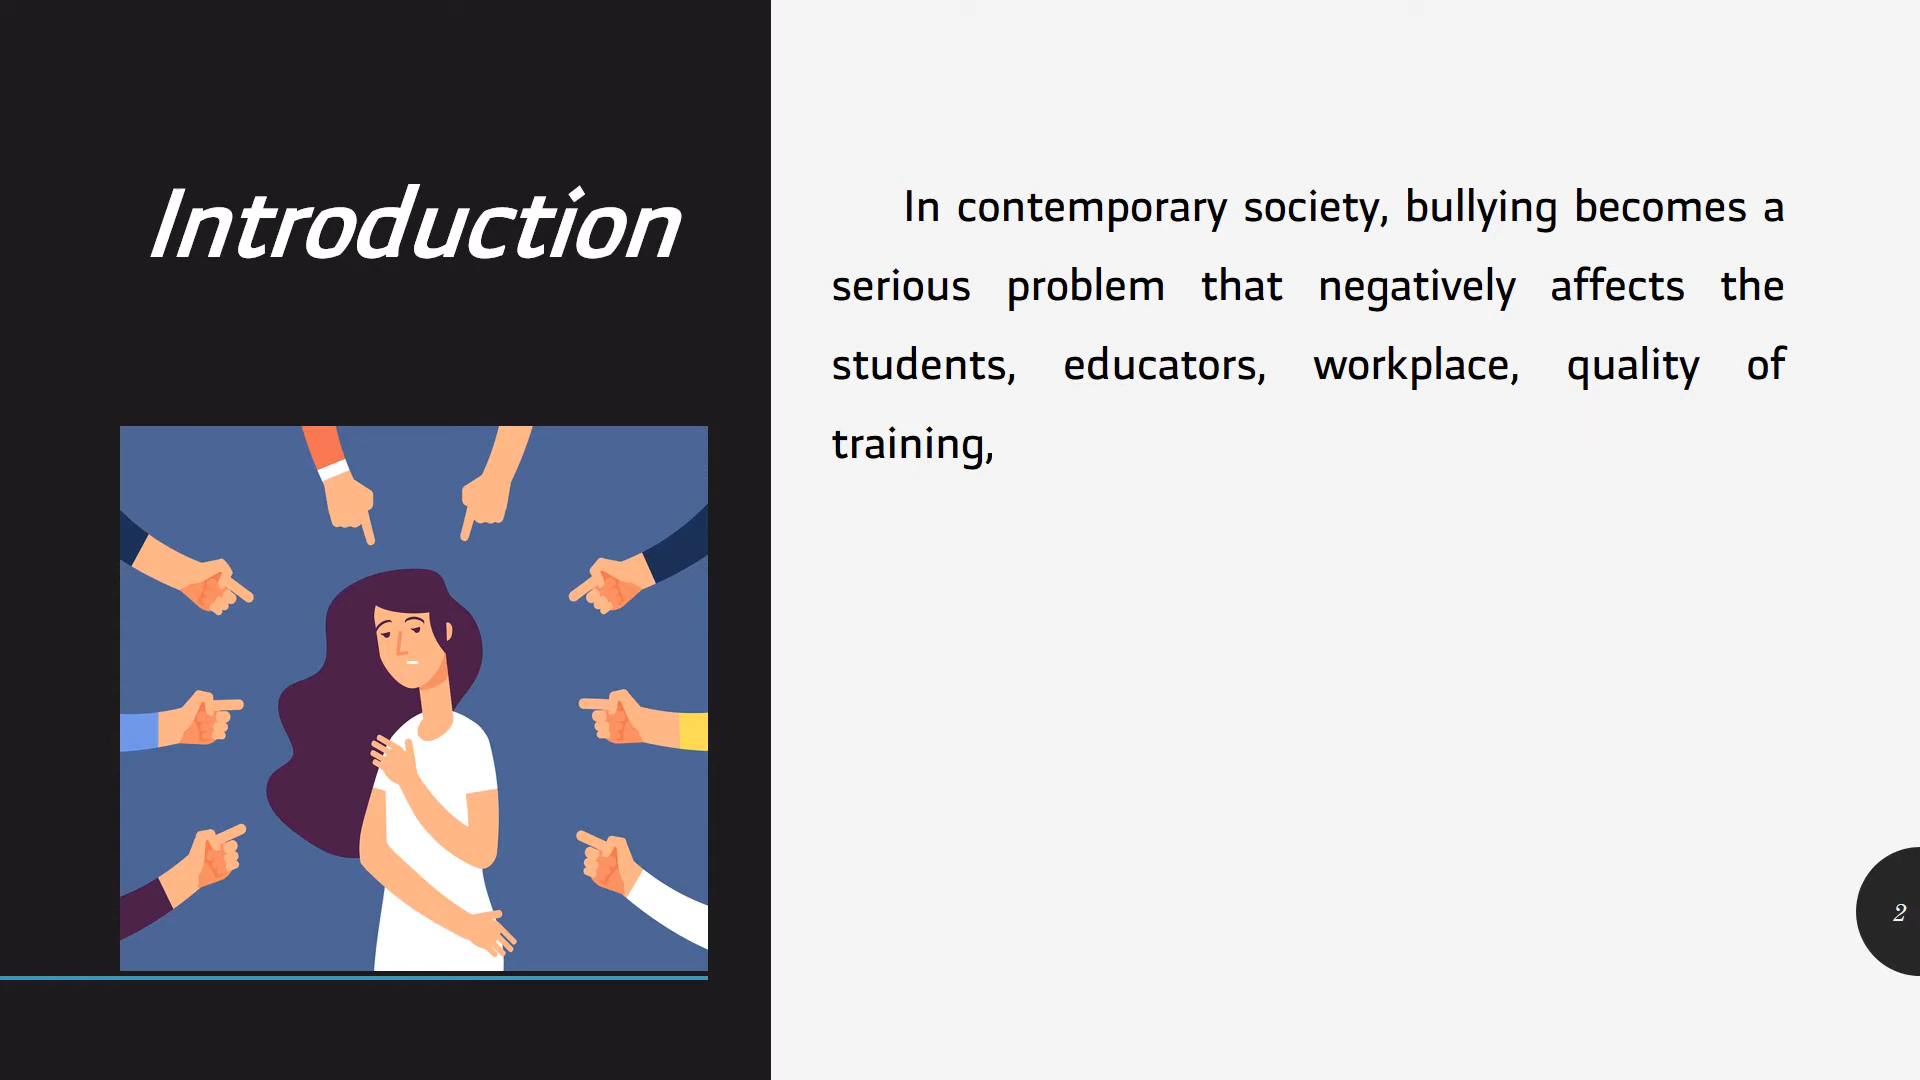 Introduction
In contemporary society, bullying becomes a
serious problem that negatively affects the
students, educators, workplace, quality of
training,
2